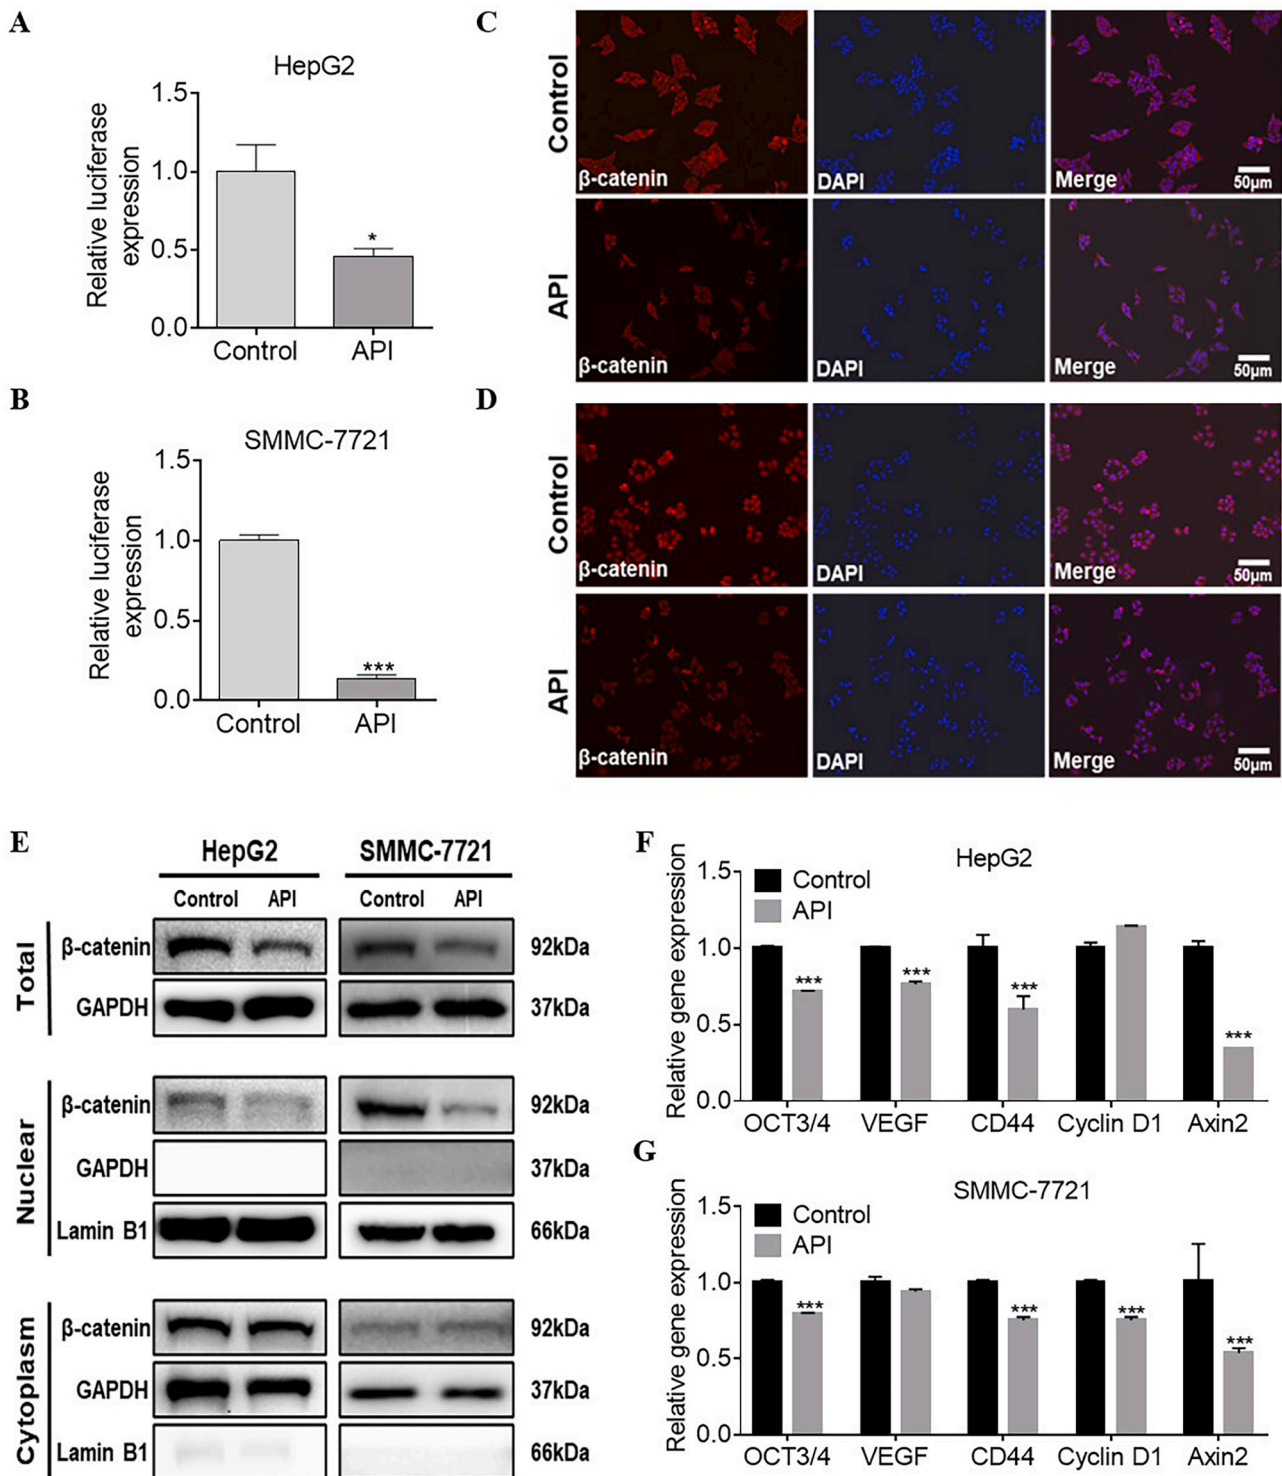 A
HepG2
Relative luciferase
expression
1.5
1.0
0.5
0.0
*
Control API
B
SMMC-7721
Relative luciferase
expression
1.5
1.0
0.5
0.0
***
Control API
C
Control
β-catenin DAPI Merge 50μm
API
β-catenin DAPI Merge 50μm
D
Control
β-catenin DAPI Merge 50μm
API
β-catenin DAPI Merge 50μm
E
HepG2 SMMC-7721
Control API Control API
Total
β-catenin 92kDa
GAPDH 37kDa
Nuclear
β-catenin 92kDa
GAPDH 37kDa
Lamin B1 66kDa
Cytoplasm
β-catenin 92kDa
GAPDH 37kDa
Lamin B1 66kDa
F
HepG2
Control
API
Relative gene expression
1.5
1.0
0.5
0.0
*** *** *** ***
OCT3/4 VEGF CD44 Cyclin D1 Axin2
G
SMMC-7721
Control
API
Relative gene expression
1.5
1.0
0.5
0.0
*** *** *** ***
OCT3/4 VEGF CD44 Cyclin D1 Axin2